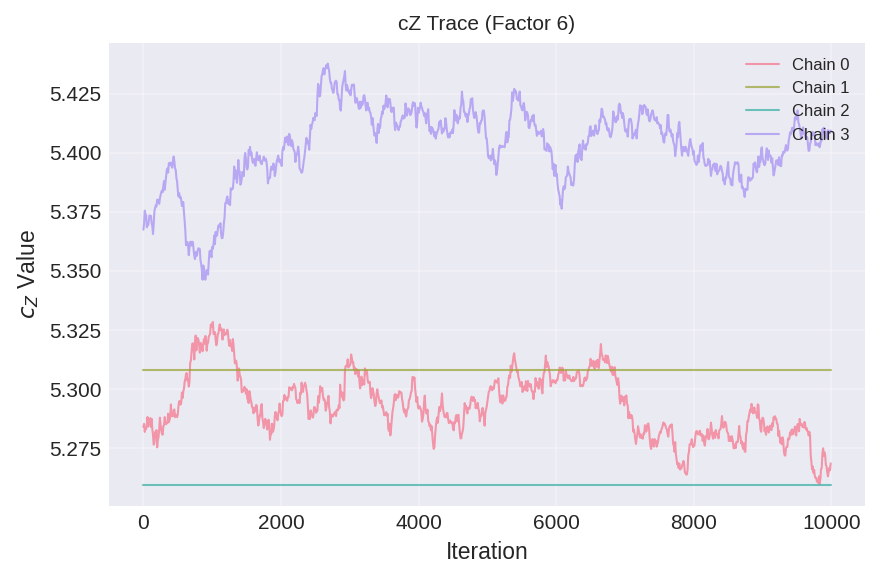 cZ Trace (Factor 6)
Chain 0
Chain 1
Chain 2
Chain 3
5.425
5.400
5.375
5.350
5.325
5.300
5.275
cZ Value
0 2000 4000 6000 8000 10000
Iteration